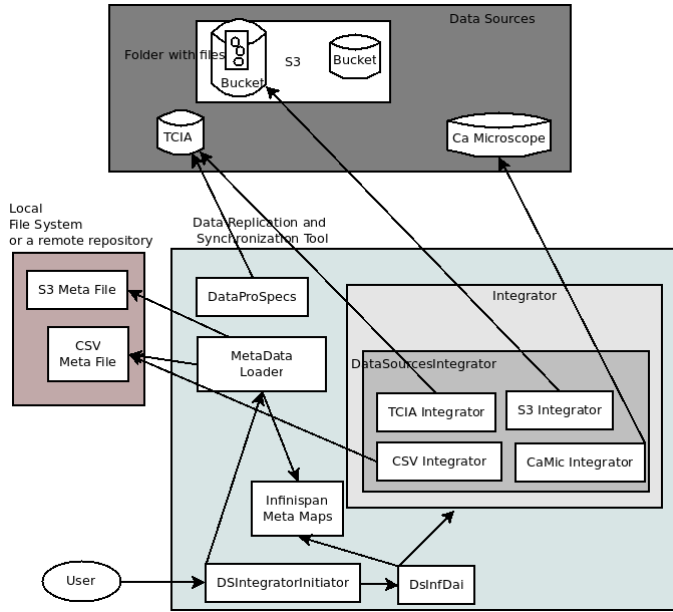 Data Sources
Folder with files
S3
Bucket
Bucket
TCIA
Ca Microscope
Local
File System
or a remote repository
Data Replication and
Synchronization Tool
S3 Meta File
DataProSpecs
Integrator
CSV
Meta File
MetaData
Loader
DataSourcesIntegrator
TCIA Integrator
S3 Integrator
CSV Integrator
CaMic Integrator
Infinispan
Meta Maps
User
DSIntegratorInitiator
DsInfDai